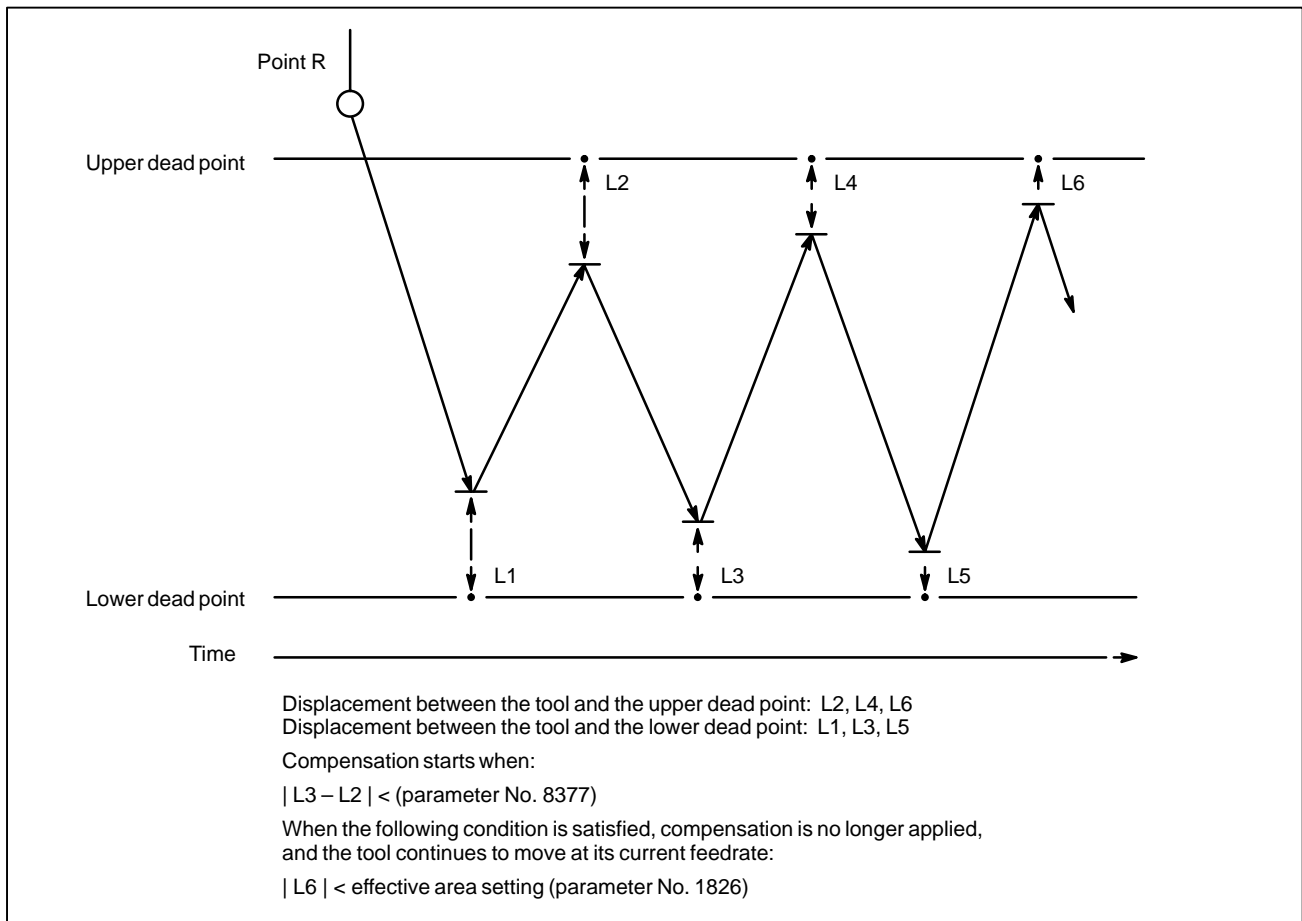 Point R
Upper dead point
L2
L4
L6
L1
L3
L5
Lower dead point
Time
Displacement between the tool and the upper dead point: L2, L4, L6
Displacement between the tool and the lower dead point: L1, L3, L5
Compensation starts when:
| L3 – L2 | < (parameter No. 8377)
When the following condition is satisfied, compensation is no longer applied,
and the tool continues to move at its current feedrate:
| L6 | < effective area setting (parameter No. 1826)